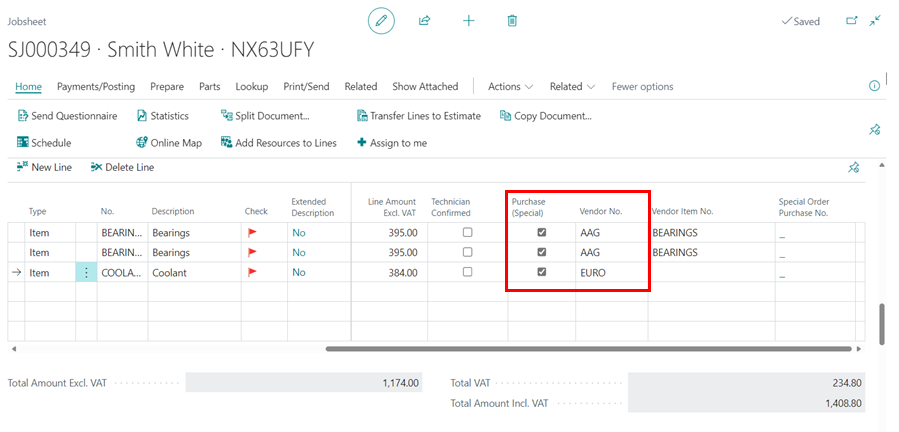 Jobsheet
Saved
SJ000349 · Smith White · NX63UFY
Home Payments/Posting Prepare Parts Lookup Print/Send Related Show Attached Actions Related Fewer options
Send Questionnaire Statistics Split Document... Transfer Lines to Estimate Copy Document...
Schedule Online Map Add Resources to Lines Assign to me
New Line Delete Line
Type No. Description Check Extended Description Line Amount Excl. VAT Technician Confirmed Purchase (Special) Vendor No. Vendor Item No. Special Order Purchase No.
Item BEARIN... Bearings No 395.00 AAG BEARINGS _
Item BEARIN... Bearings No 395.00 AAG BEARINGS _
Item COOLA... Coolant No 384.00 EURO _
Total Amount Excl. VAT 1,174.00 Total VAT 234.80
Total Amount Incl. VAT 1,408.80